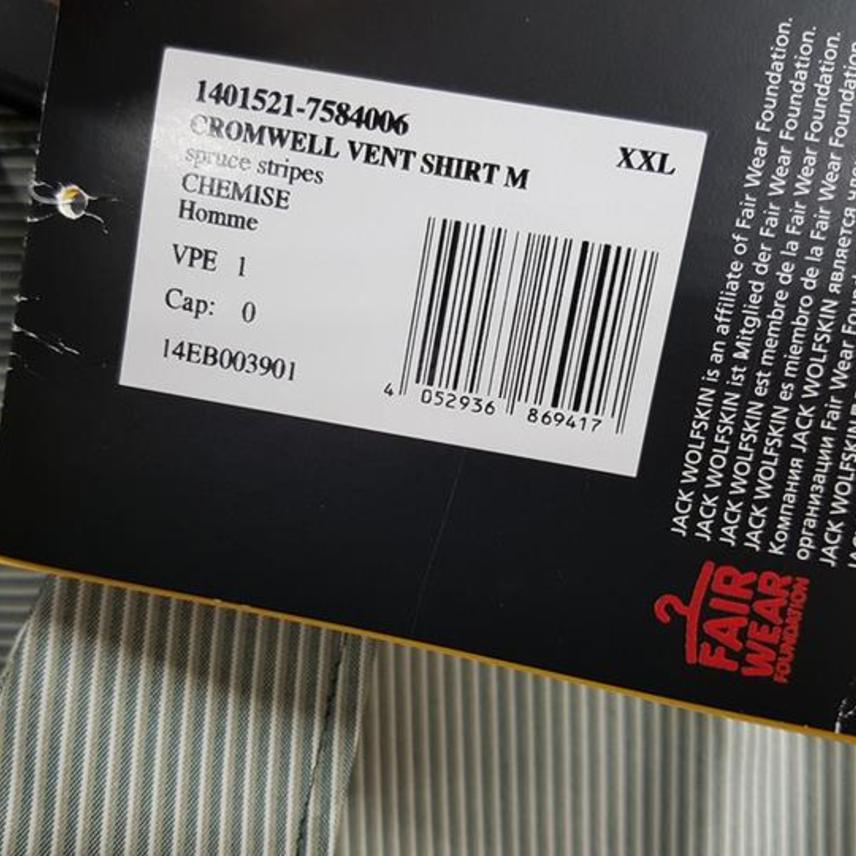 1401521-7584006
CROMWELL VENT SHIRT M
XXL
spruce stripes
CHEMISE
Homme
VPE 1
Cap: 0
14EB003901
4 052936 869417
JACK WOLFSKIN is an affiliate of Fair Wear Foundation.
JACK WOLFSKIN ist Mitglied der Fair Wear Foundation.
JACK WOLFSKIN est membre de la Fair Wear Foundation.
JACK WOLFSKIN es miembro de la Fair Wear Foundation.
Компания JACK WOLFSKIN является
организации Fair Wear
JACK WOLFSKIN
FAIR
WEAR
FOUNDATION